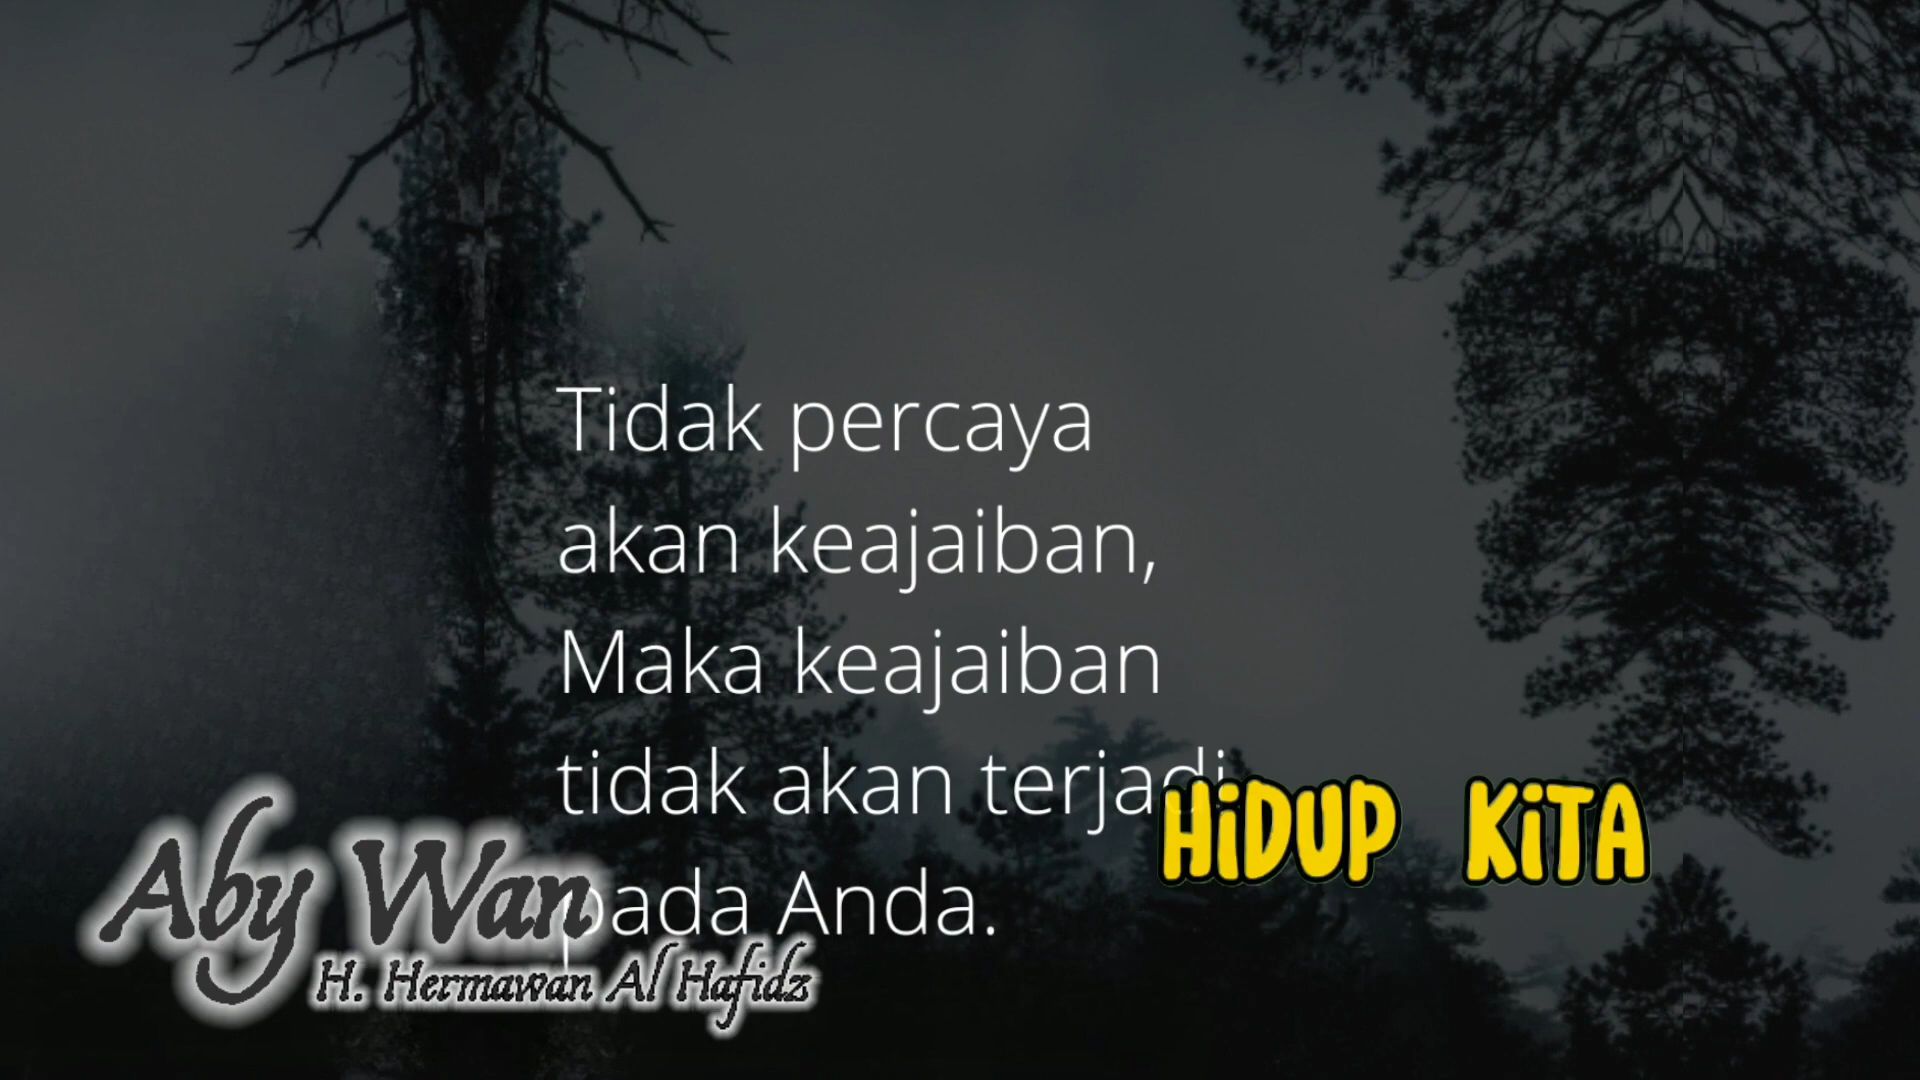 Tidak percaya
akan keajaiban,
Maka keajaiban
tidak akan terjadi
pada Anda.
HiDUP KiTA
Aby Wan
H. Hermawan Al Hafidz